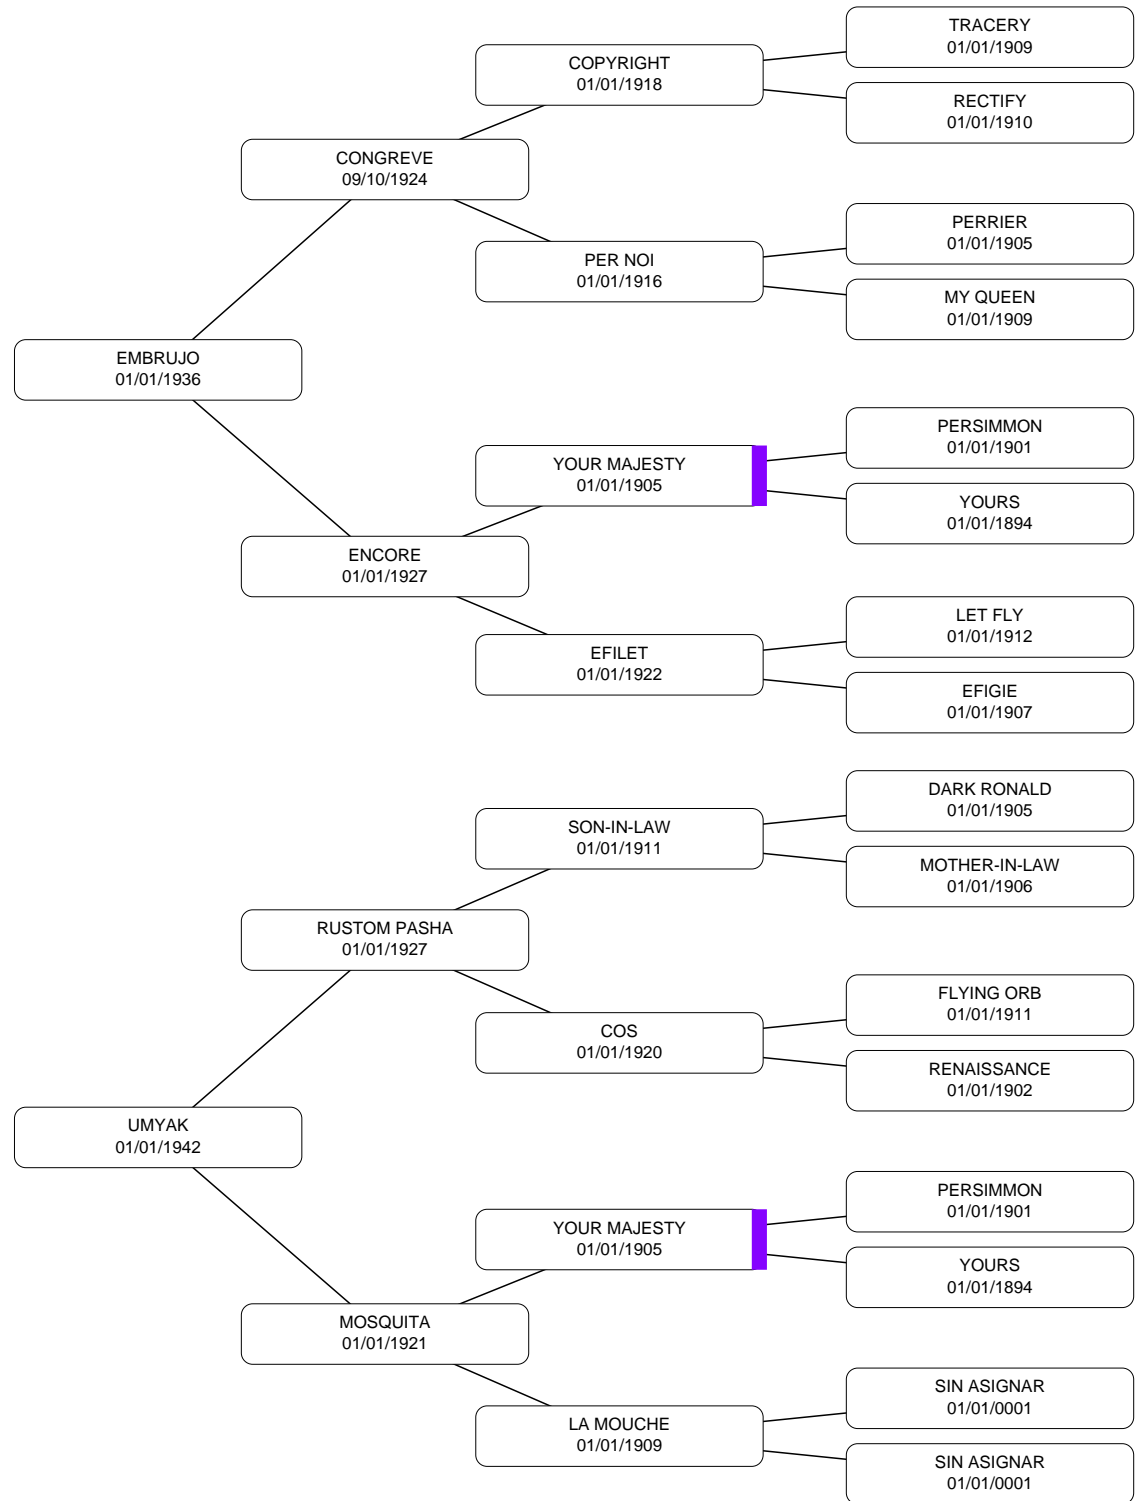 TRACERY
01/01/1909
COPYRIGHT
01/01/1918
RECTIFY
01/01/1910
CONGREVE
09/10/1924
PERRIER
01/01/1905
PER NOI
01/01/1916
MY QUEEN
01/01/1909
EMBRUJO
01/01/1936
PERSIMMON
01/01/1901
YOUR MAJESTY
01/01/1905
YOURS
01/01/1894
ENCORE
01/01/1927
LET FLY
01/01/1912
EFILET
01/01/1922
EFIGIE
01/01/1907
DARK RONALD
01/01/1905
SON-IN-LAW
01/01/1911
MOTHER-IN-LAW
01/01/1906
RUSTOM PASHA
01/01/1927
FLYING ORB
01/01/1911
COS
01/01/1920
RENAISSANCE
01/01/1902
UMYAK
01/01/1942
PERSIMMON
01/01/1901
YOUR MAJESTY
01/01/1905
YOURS
01/01/1894
MOSQUITA
01/01/1921
SIN ASIGNAR
01/01/0001
LA MOUCHE
01/01/1909
SIN ASIGNAR
01/01/0001